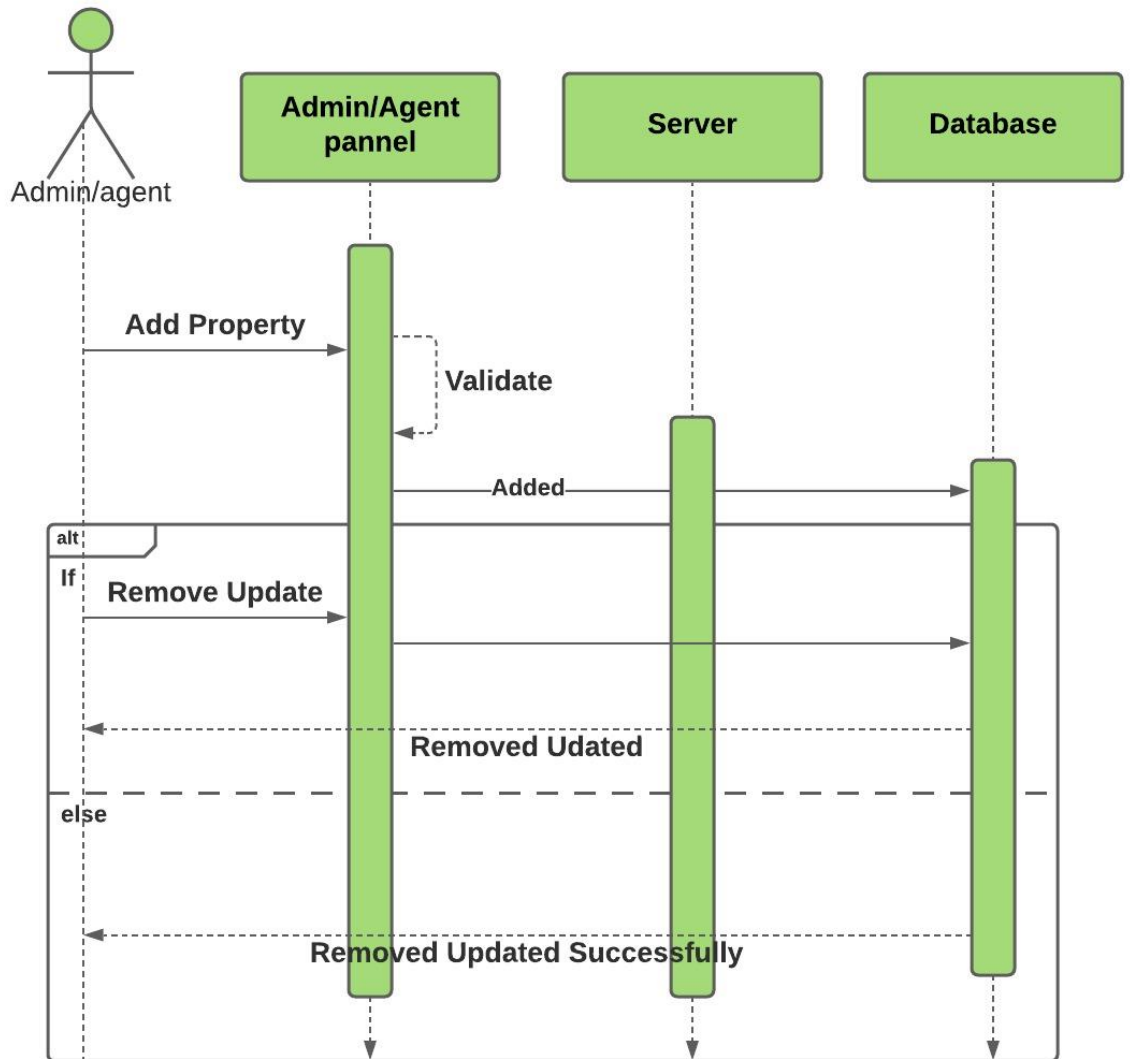 Admin/agent
Admin/Agent
pannel
Server
Database
Add Property
Validate
Added
alt
If
Remove Update
Removed Udated
else
Removed Updated Successfully